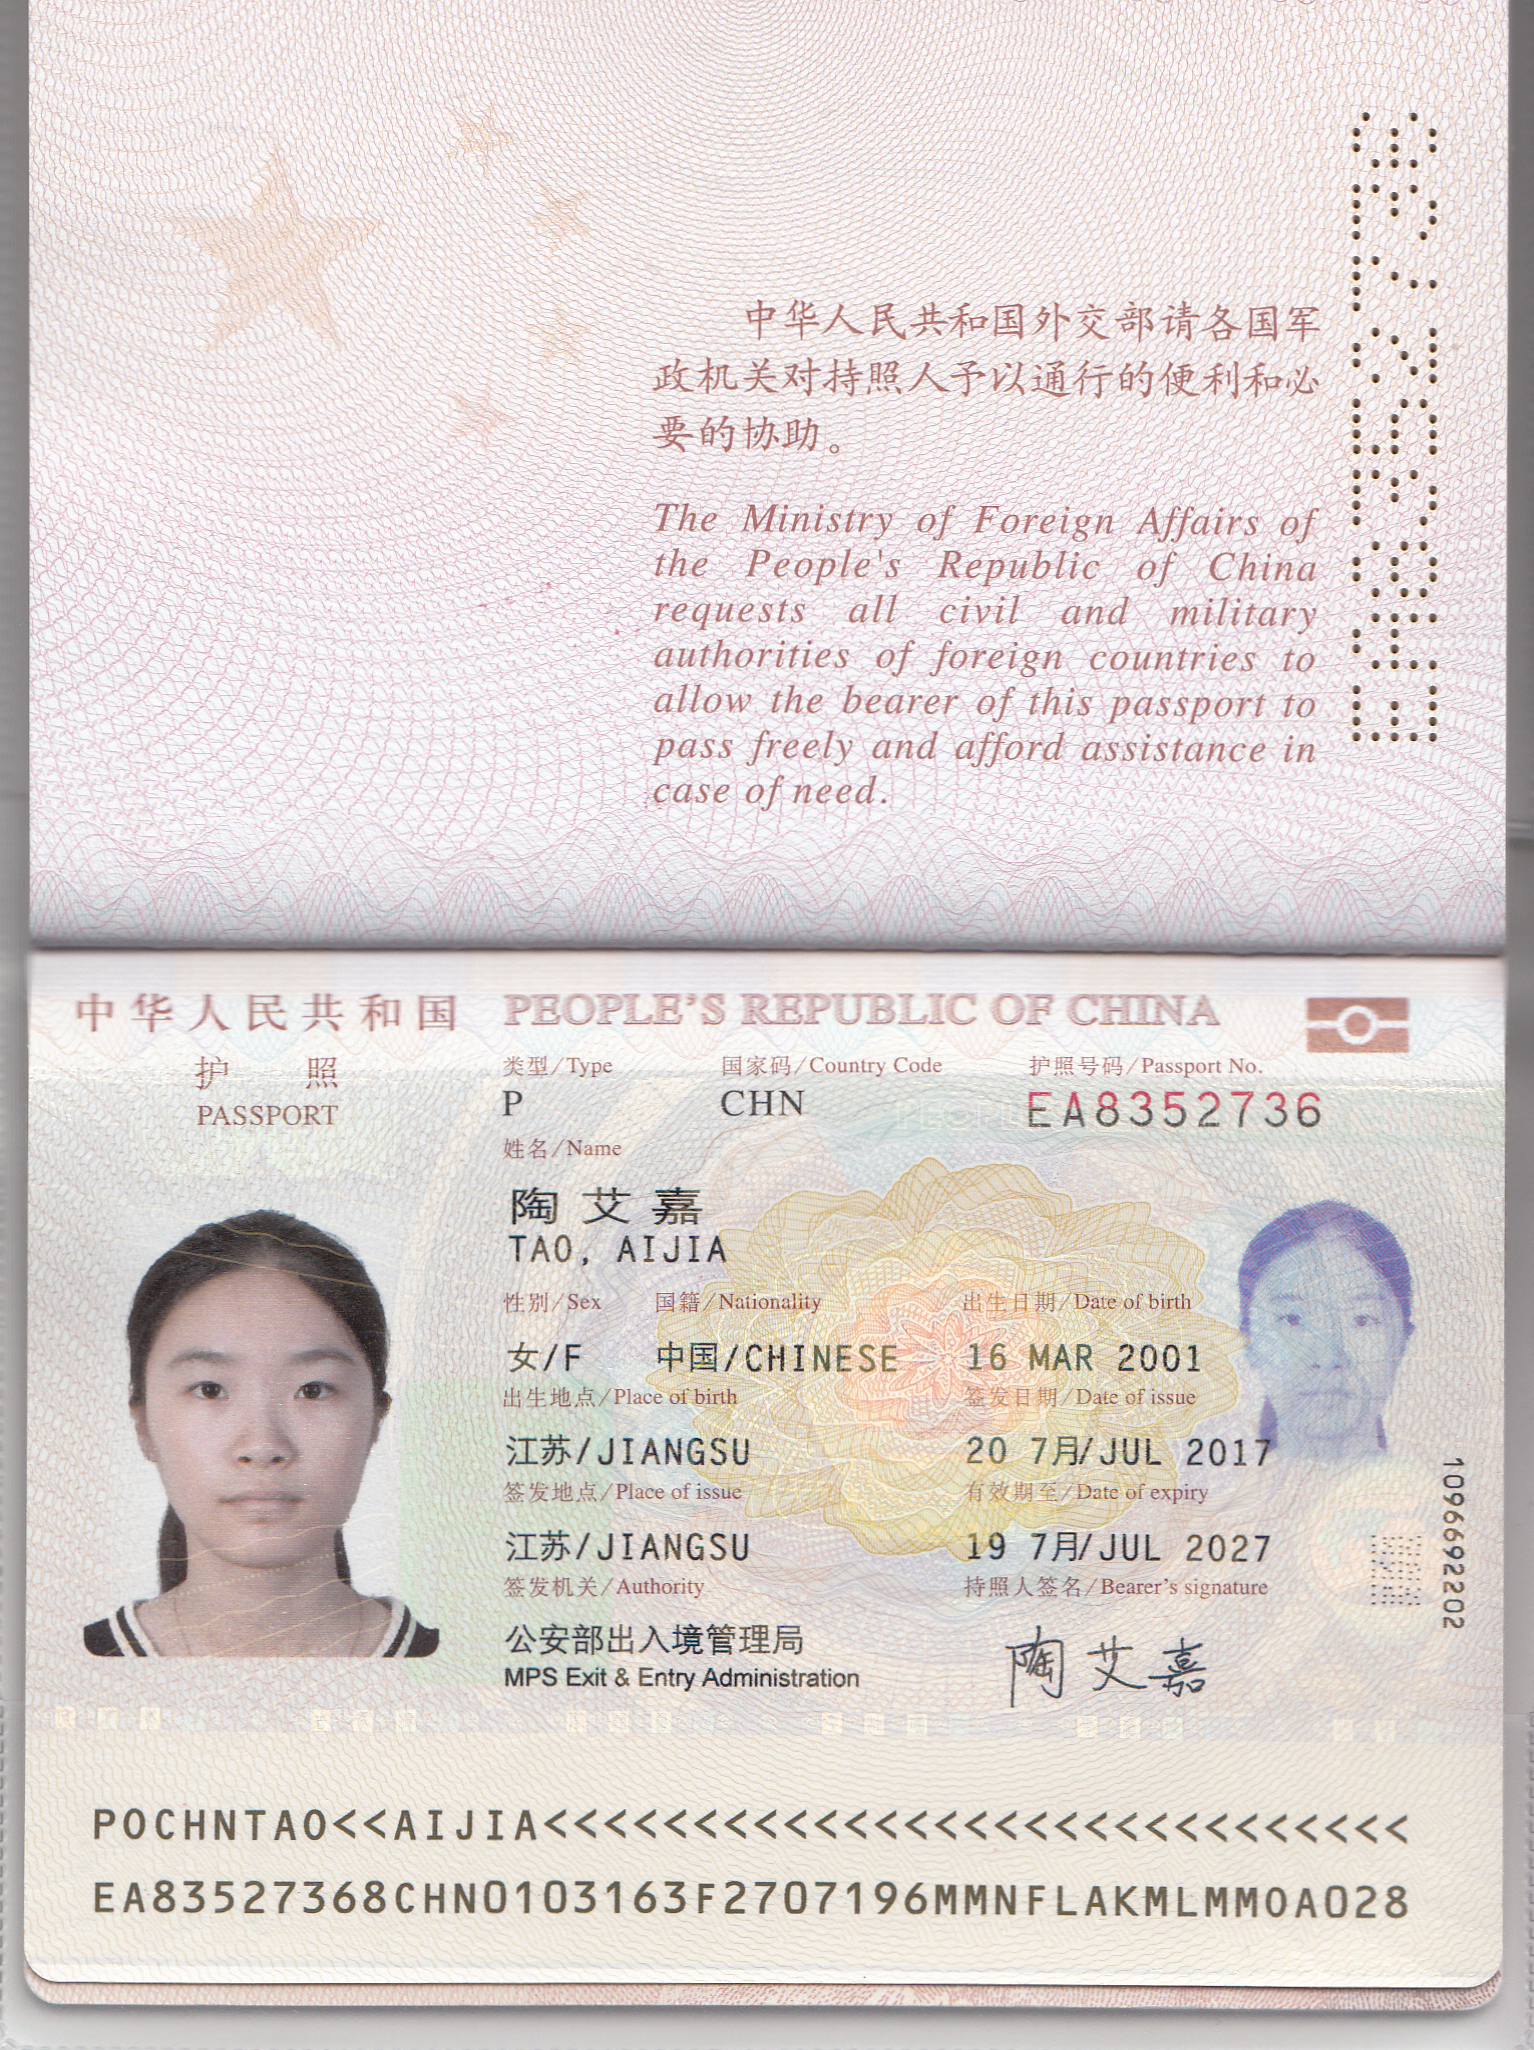 中华人民共和国外交部请各国军
政机关对持照人予以通行的便利和必
要的协助。
The Ministry of Foreign Affairs of
the People's Republic of China
requests all civil and military
authorities of foreign countries to
allow the bearer of this passport to
pass freely and afford assistance in
case of need.
EA8352736
中华人民共和国 PEOPLE'S REPUBLIC OF CHINA
护照
PASSPORT
类型/Type 国家码/Country Code 护照号码/Passport No.
P CHN EA8352736
姓名/Name
陶艾嘉
TAO, AIJIA
性别/Sex 国籍/Nationality 出生日期/Date of birth
女/F 中国/CHINESE 16 MAR 2001
出生地点/Place of birth 签发日期/Date of issue
江苏/JIANGSU 20 7月/JUL 2017
签发地点/Place of issue 有效期至/Date of expiry
江苏/JIANGSU 19 7月/JUL 2027
签发机关/Authority 持照人签名/Bearer's signature
公安部出入境管理局
MPS Exit & Entry Administration
陶艾嘉
1096692202
POCHNTAO<<AIJIA<<<<<<<<<<<<<<<<<<<<<<<<<<<<<
EA83527368CHN0103163F2707196MMNFLAKMLMMOA028